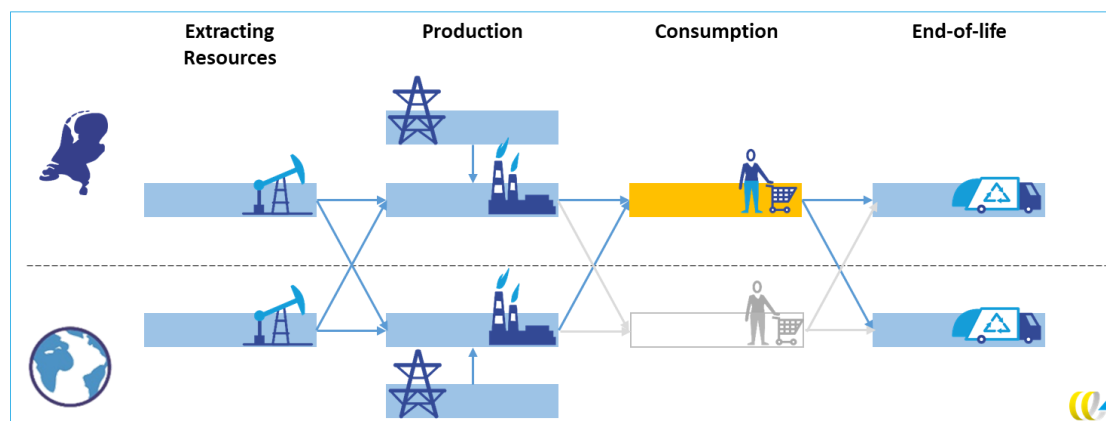 Extracting
Resources
Production
Consumption
End-of-life